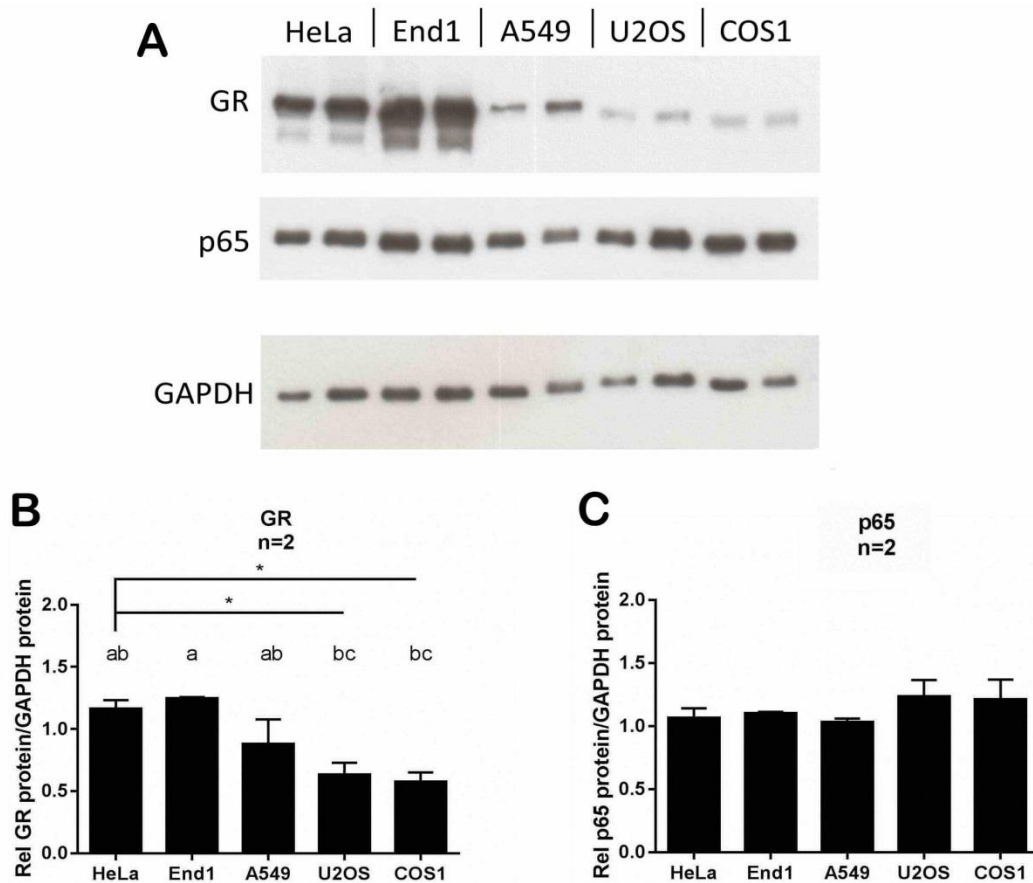 A
HeLa | End1 | A549 | U2OS | COS1
GR
p65
GAPDH
B
GR
n=2
*
*
Rel GR protein/GAPDH protein
2.0
1.5
1.0
0.5
0.0
ab a ab bc bc
HeLa End1 A549 U2OS COS1
C
p65
n=2
Rel p65 protein/GAPDH protein
2.0
1.5
1.0
0.5
0.0
HeLa End1 A549 U2OS COS1